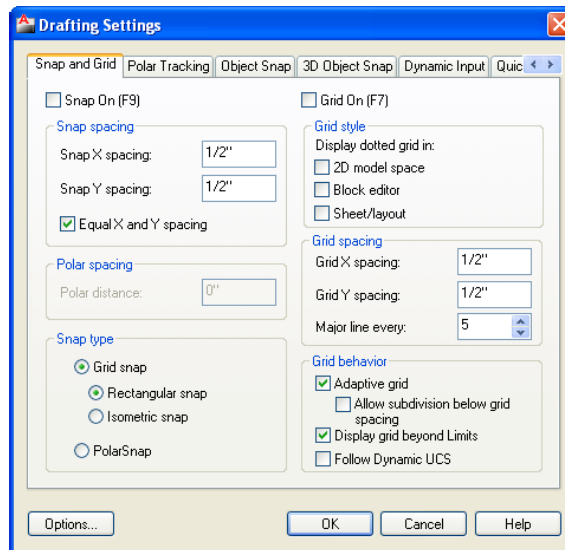 Drafting Settings
Snap and Grid
Polar Tracking
Object Snap
3D Object Snap
Dynamic Input
Quic
Snap On (F9)
Snap spacing
Snap X spacing: 1/2"
Snap Y spacing: 1/2"
Equal X and Y spacing
Polar spacing
Polar distance: 0"
Snap type
Grid snap
Rectangular snap
Isometric snap
PolarSnap
Grid On (F7)
Grid style
Display dotted grid in:
2D model space
Block editor
Sheet/layout
Grid spacing
Grid X spacing: 1/2"
Grid Y spacing: 1/2"
Major line every: 5
Grid behavior
Adaptive grid
Allow subdivision below grid
spacing
Display grid beyond Limits
Follow Dynamic UCS
Options...
OK
Cancel
Help